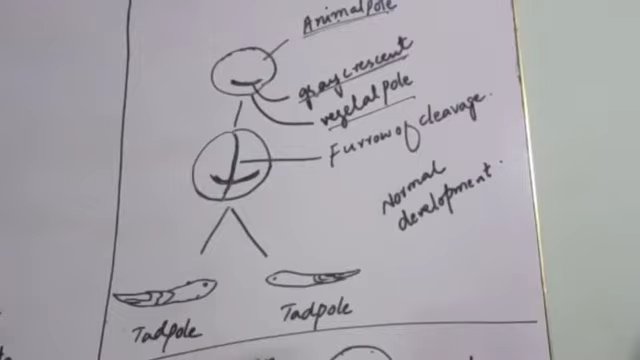 Animal pole
gray crescent
vegetal pole
Furrow of cleavage.
Normal
development.
Tadpole
Tadpole